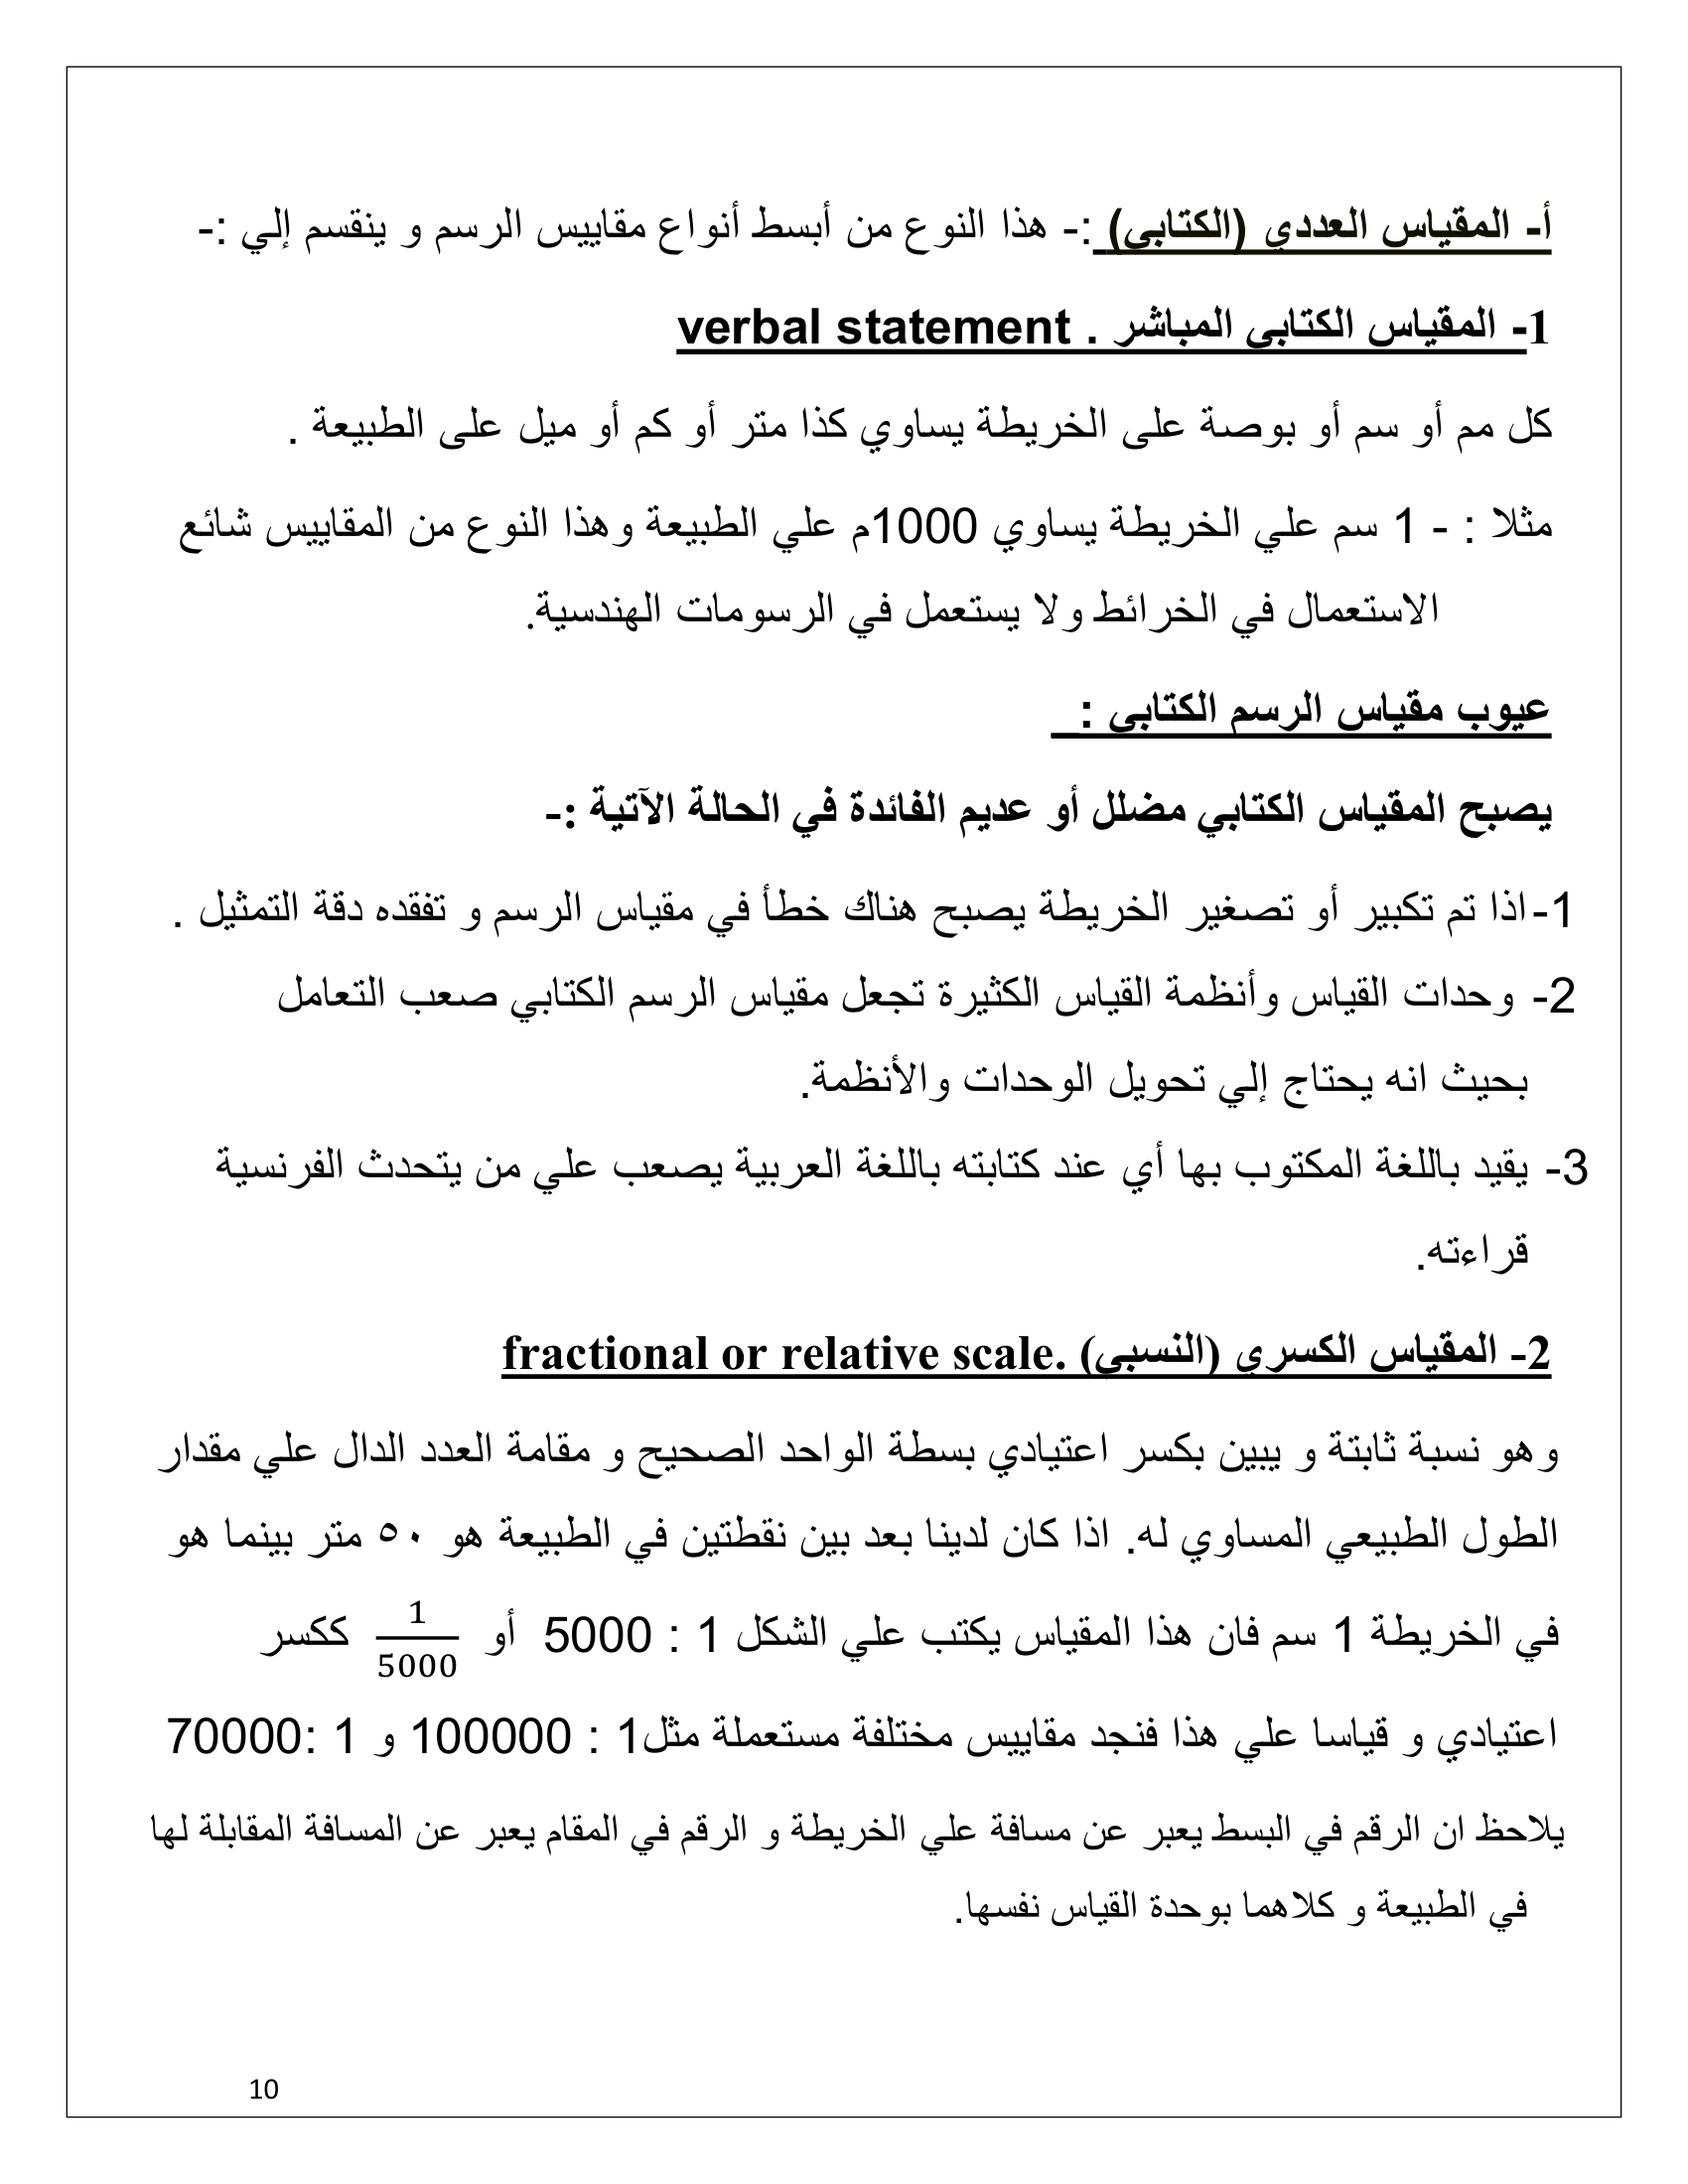 أ- المقياس العددي (الكتابي) :- هذا النوع من أبسط أنواع مقاييس الرسم و ينقسم إلي :-
1- المقياس الكتابي المباشر . verbal statement
كل مم أو سم أو بوصة على الخريطة يساوي كذا متر أو كم أو ميل على الطبيعة .
مثلا : - 1 سم علي الخريطة يساوي 1000م علي الطبيعة وهذا النوع من المقاييس شائع
الاستعمال في الخرائط ولا يستعمل في الرسومات الهندسية.
عيوب مقياس الرسم الكتابي :
يصبح المقياس الكتابي مضلل أو عديم الفائدة في الحالة الآتية :-
1- اذا تم تكبير أو تصغير الخريطة يصبح هناك خطأ في مقياس الرسم و تفقده دقة التمثيل .
2- وحدات القياس وأنظمة القياس الكثيرة تجعل مقياس الرسم الكتابي صعب التعامل
بحيث انه يحتاج إلي تحويل الوحدات والأنظمة.
3- يقيد باللغة المكتوب بها أي عند كتابته باللغة العربية يصعب علي من يتحدث الفرنسية
قراءته.
2- المقياس الكسري (النسبي) .fractional or relative scale
وهو نسبة ثابتة و يبين بكسر اعتيادي بسطة الواحد الصحيح و مقامة العدد الدال علي مقدار
الطول الطبيعي المساوي له. اذا كان لدينا بعد بين نقطتين في الطبيعة هو ٥٠ متر بينما هو
في الخريطة 1 سم فان هذا المقياس يكتب علي الشكل 1 : 5000 أو 1/5000 ككسر
اعتيادي و قياسا علي هذا فنجد مقاييس مختلفة مستعملة مثل1 : 100000 و 1 :70000
يلاحظ ان الرقم في البسط يعبر عن مسافة علي الخريطة و الرقم في المقام يعبر عن المسافة المقابلة لها
في الطبيعة و كلاهما بوحدة القياس نفسها.
10